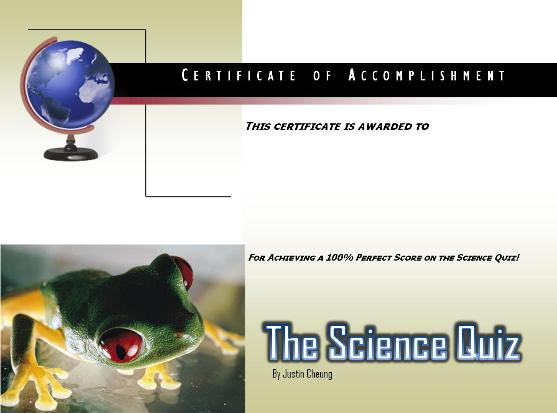 Certificate of Accomplishment
This certificate is awarded to
For Achieving a 100% Perfect Score on the Science Quiz!
The Science Quiz
By Justin Cheung